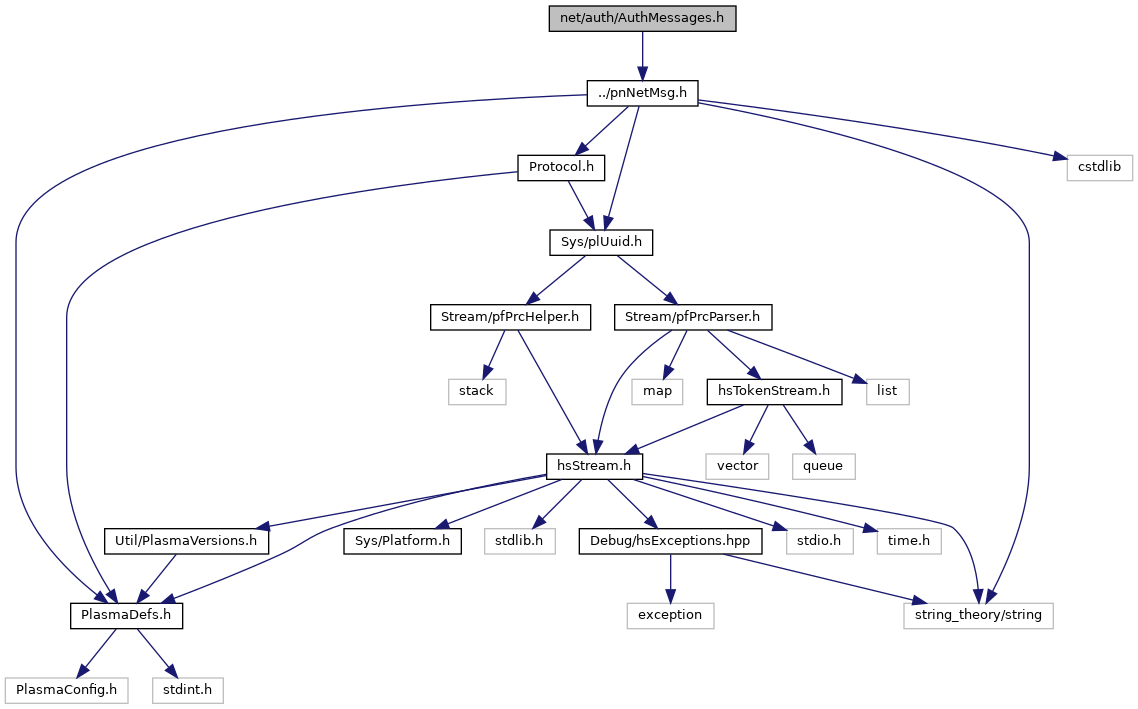 net/auth/AuthMessages.h
../pnNetMsg.h
Protocol.h
cstdlib
Sys/plUuid.h
Stream/pfPrcHelper.h
Stream/pfPrcParser.h
stack
map
hsTokenStream.h
list
hsStream.h
vector
queue
Util/PlasmaVersions.h
Sys/Platform.h
stdlib.h
Debug/hsExceptions.hpp
stdio.h
time.h
PlasmaDefs.h
exception
string_theory/string
PlasmaConfig.h
stdint.h